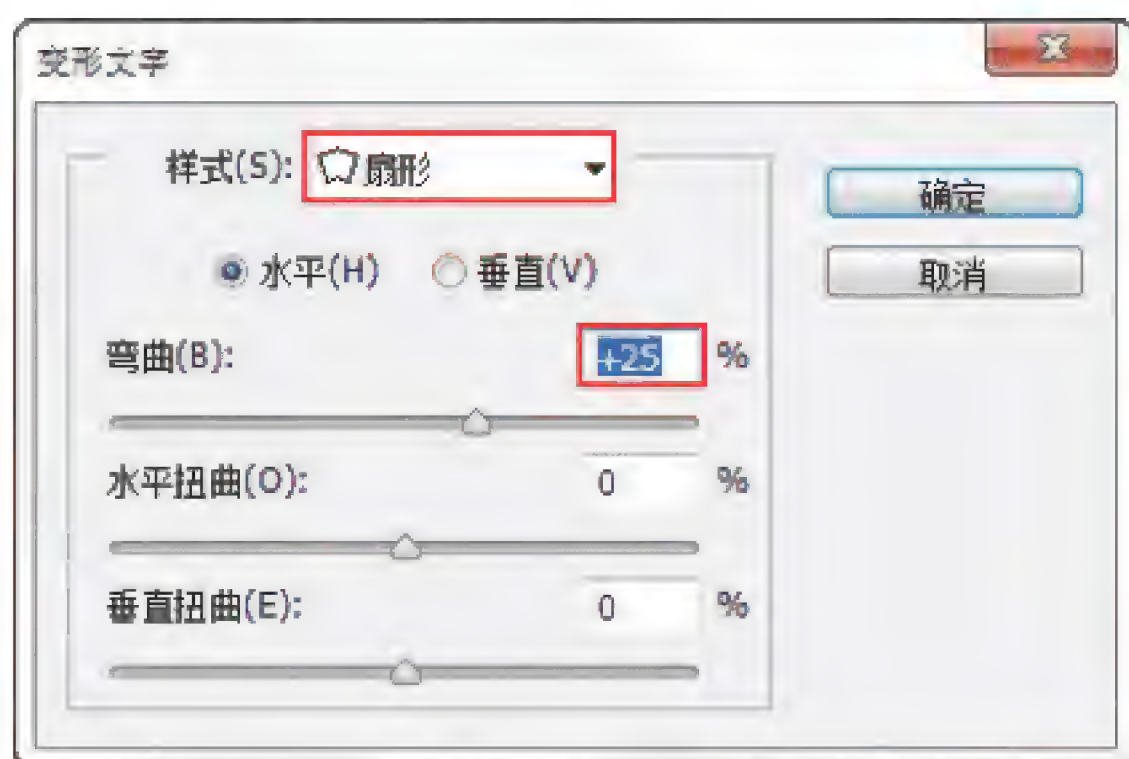 变形文字
样式(S): 扇形
确定
水平(H) 垂直(V)
取消
弯曲(B): +25 %
水平扭曲(O): 0 %
垂直扭曲(E): 0 %